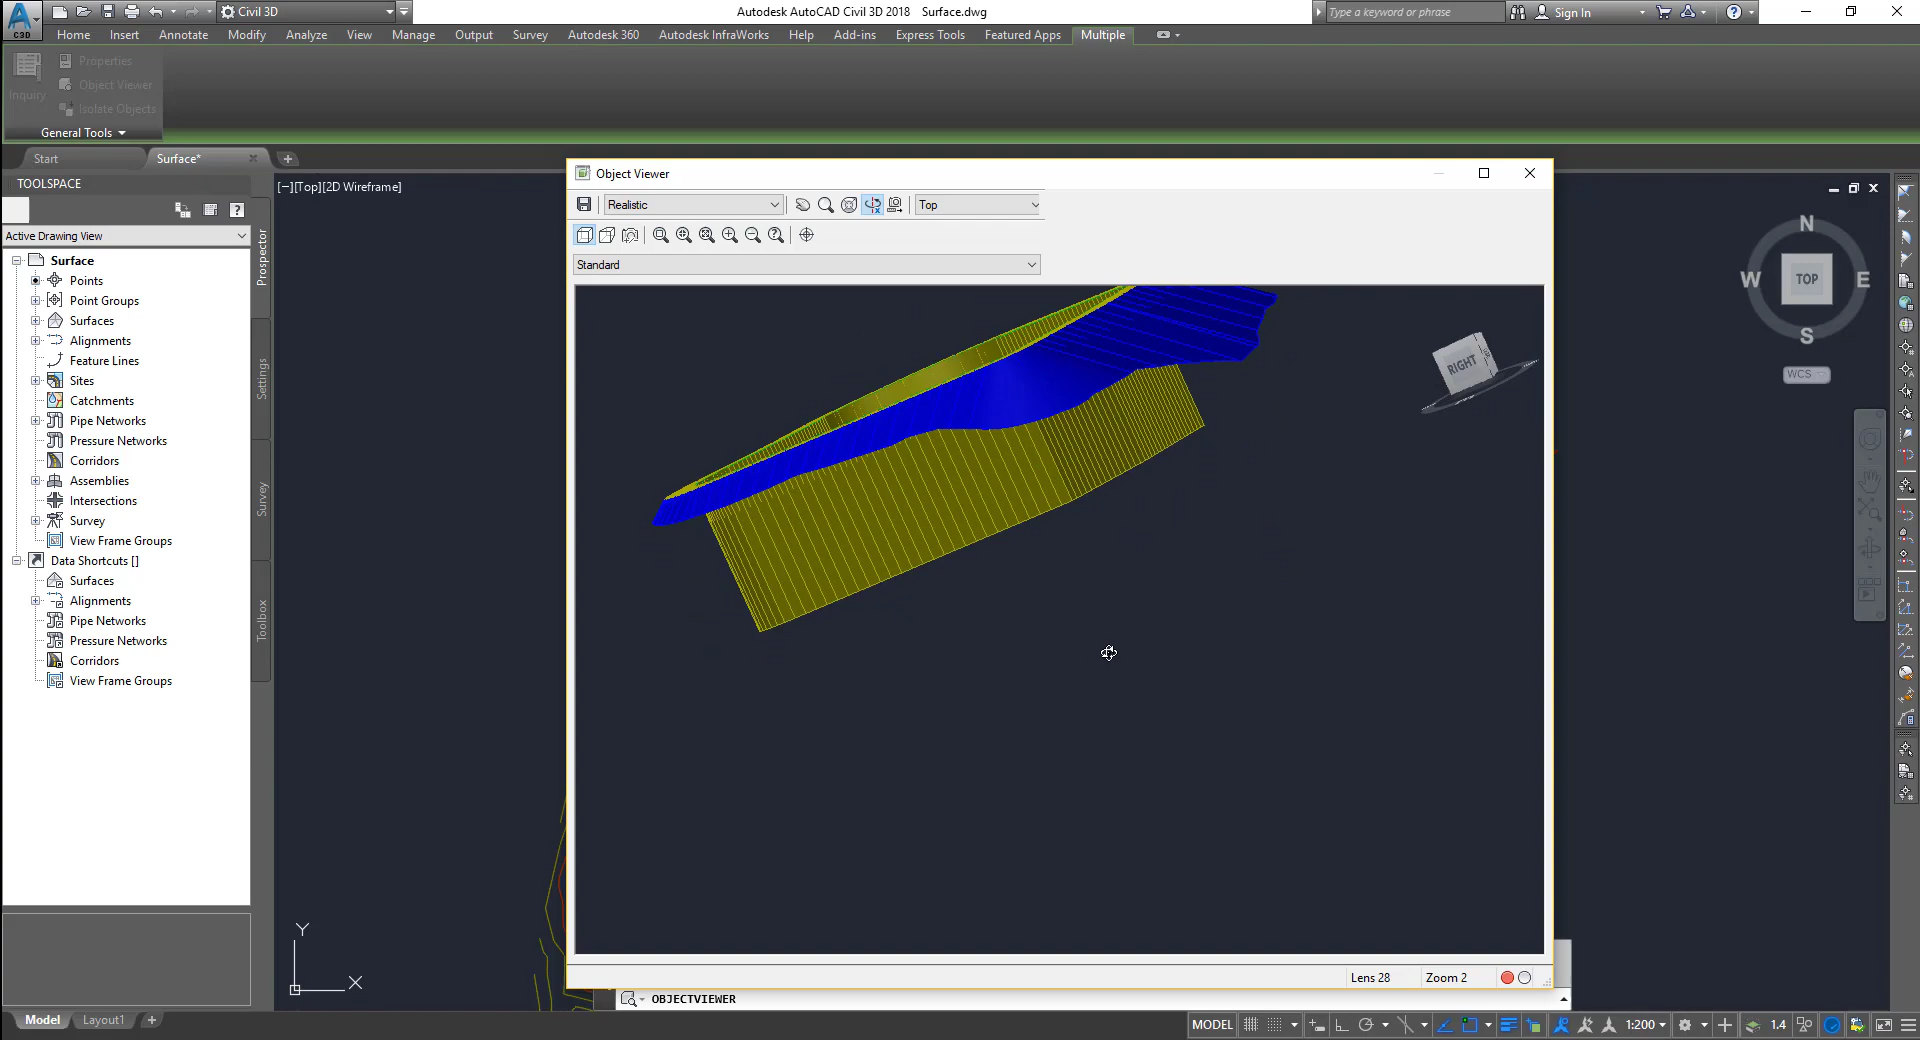 Civil 3D
Autodesk AutoCAD Civil 3D 2018 Surface.dwg
Type a keyword or phrase
Sign In
C3D
Home Insert Annotate Modify Analyze View Manage Output Survey Autodesk 360 Autodesk InfraWorks Help Add-ins Express Tools Featured Apps Multiple
Inquiry
Properties
Object Viewer
Isolate Objects
General Tools
Start Surface*
TOOLSPACE
Active Drawing View
Surface
Points
Point Groups
Surfaces
Alignments
Feature Lines
Sites
Catchments
Pipe Networks
Pressure Networks
Corridors
Assemblies
Intersections
Survey
View Frame Groups
Data Shortcuts []
Surfaces
Alignments
Pipe Networks
Pressure Networks
Corridors
View Frame Groups
Prospector
Settings
Survey
Toolbox
[−][Top][2D Wireframe]
Object Viewer
Realistic
Top
Standard
RIGHT
Lens 28 Zoom 2
N
W TOP E
S
WCS
Y
X
OBJECTVIEWER
Model Layout1
MODEL 1:200 1.4